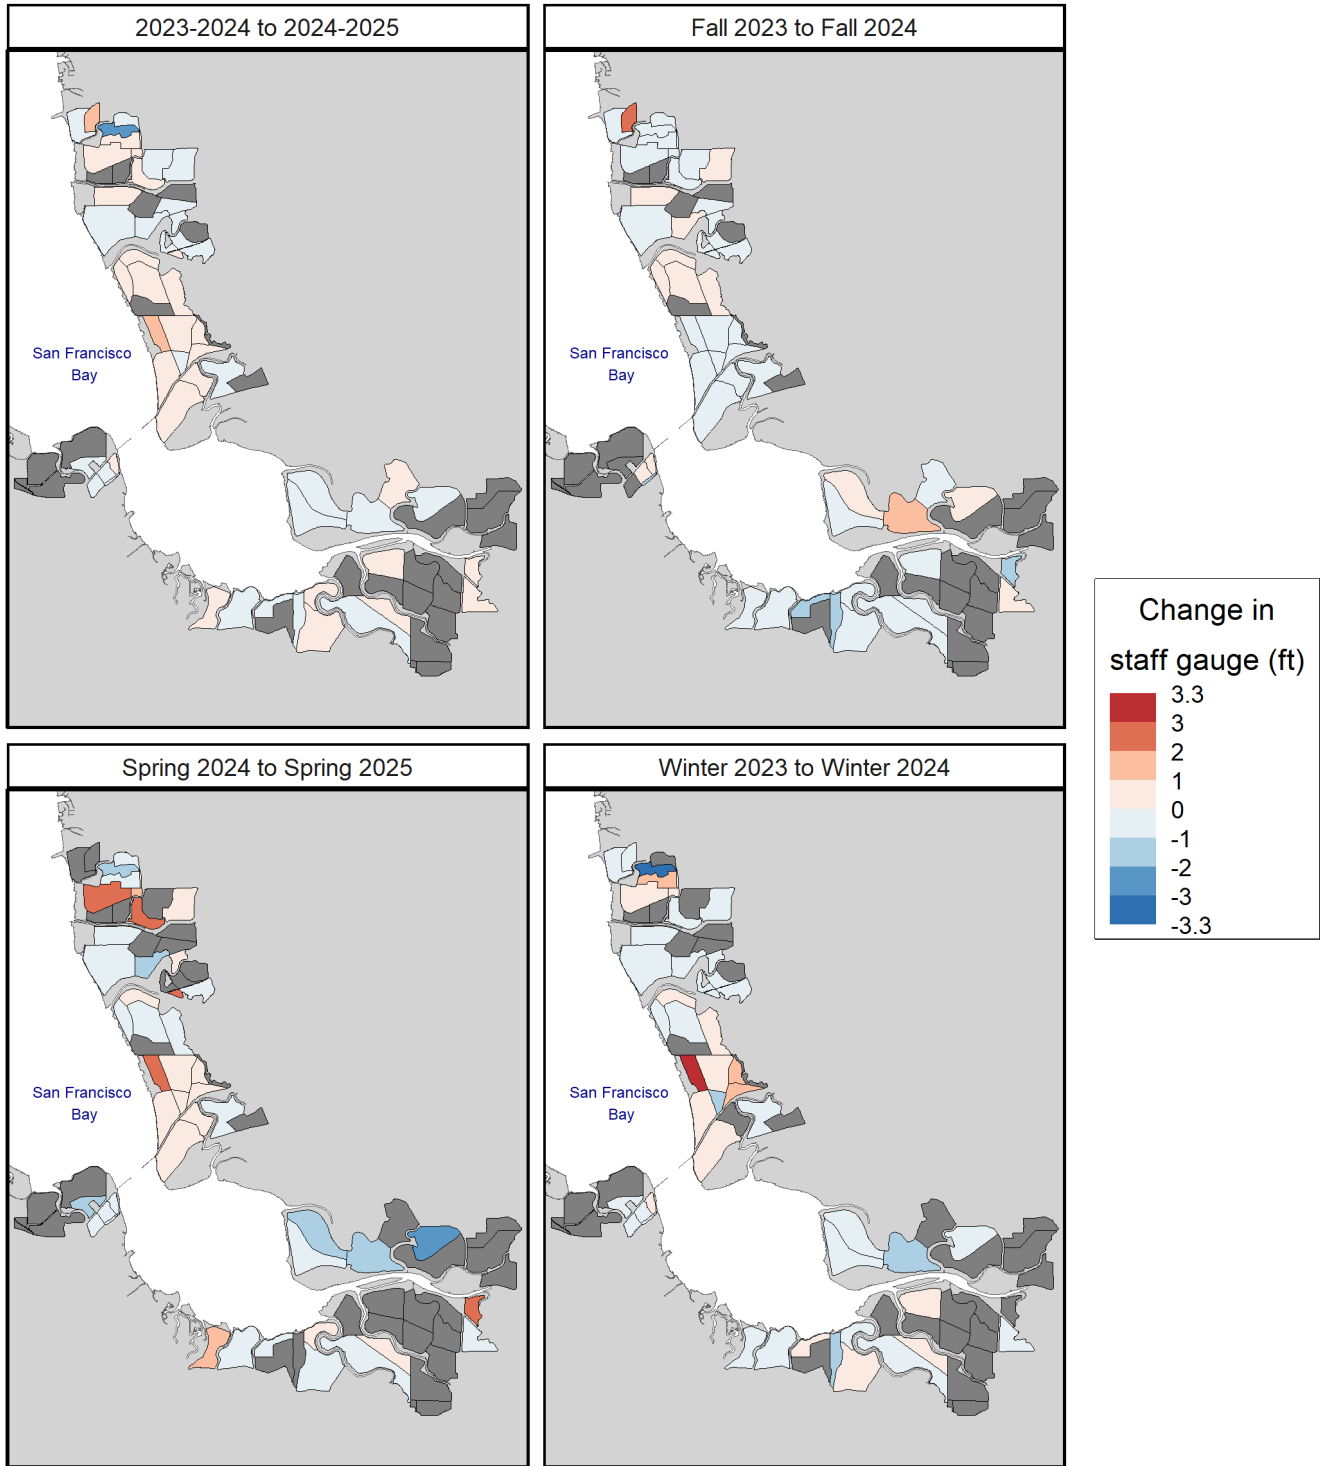 2023-2024 to 2024-2025
Fall 2023 to Fall 2024
San Francisco
Bay
San Francisco
Bay
Spring 2024 to Spring 2025
Winter 2023 to Winter 2024
San Francisco
Bay
San Francisco
Bay
Change in
staff gauge (ft)
3.3
3
2
1
0
-1
-2
-3
-3.3